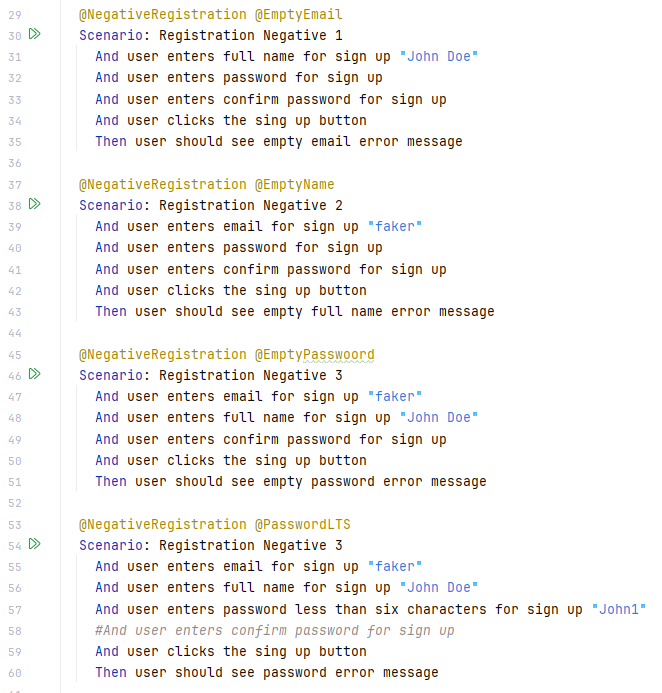 29 @NegativeRegistration @EmptyEmail
30 Scenario: Registration Negative 1
31 And user enters full name for sign up "John Doe"
32 And user enters password for sign up
33 And user enters confirm password for sign up
34 And user clicks the sing up button
35 Then user should see empty email error message
36
37 @NegativeRegistration @EmptyName
38 Scenario: Registration Negative 2
39 And user enters email for sign up "faker"
40 And user enters password for sign up
41 And user enters confirm password for sign up
42 And user clicks the sing up button
43 Then user should see empty full name error message
44
45 @NegativeRegistration @EmptyPasswoord
46 Scenario: Registration Negative 3
47 And user enters email for sign up "faker"
48 And user enters full name for sign up "John Doe"
49 And user enters confirm password for sign up
50 And user clicks the sing up button
51 Then user should see empty password error message
52
53 @NegativeRegistration @PasswordLTS
54 Scenario: Registration Negative 3
55 And user enters email for sign up "faker"
56 And user enters full name for sign up "John Doe"
57 And user enters password less than six characters for sign up "John1"
58 #And user enters confirm password for sign up
59 And user clicks the sing up button
60 Then user should see password error message